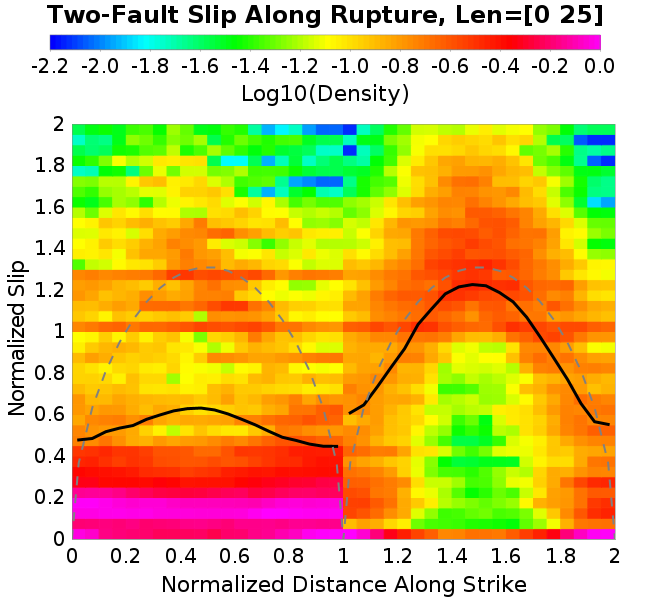 Two-Fault Slip Along Rupture, Len=[0 25]
-2.2 -2.0 -1.8 -1.6 -1.4 -1.2 -1.0 -0.8 -0.6 -0.4 -0.2 0.0
Log10(Density)
2
1.8
1.6
1.4
1.2
1
0.8
0.6
0.4
0.2
0
Normalized Slip
0 0.2 0.4 0.6 0.8 1 1.2 1.4 1.6 1.8 2
Normalized Distance Along Strike